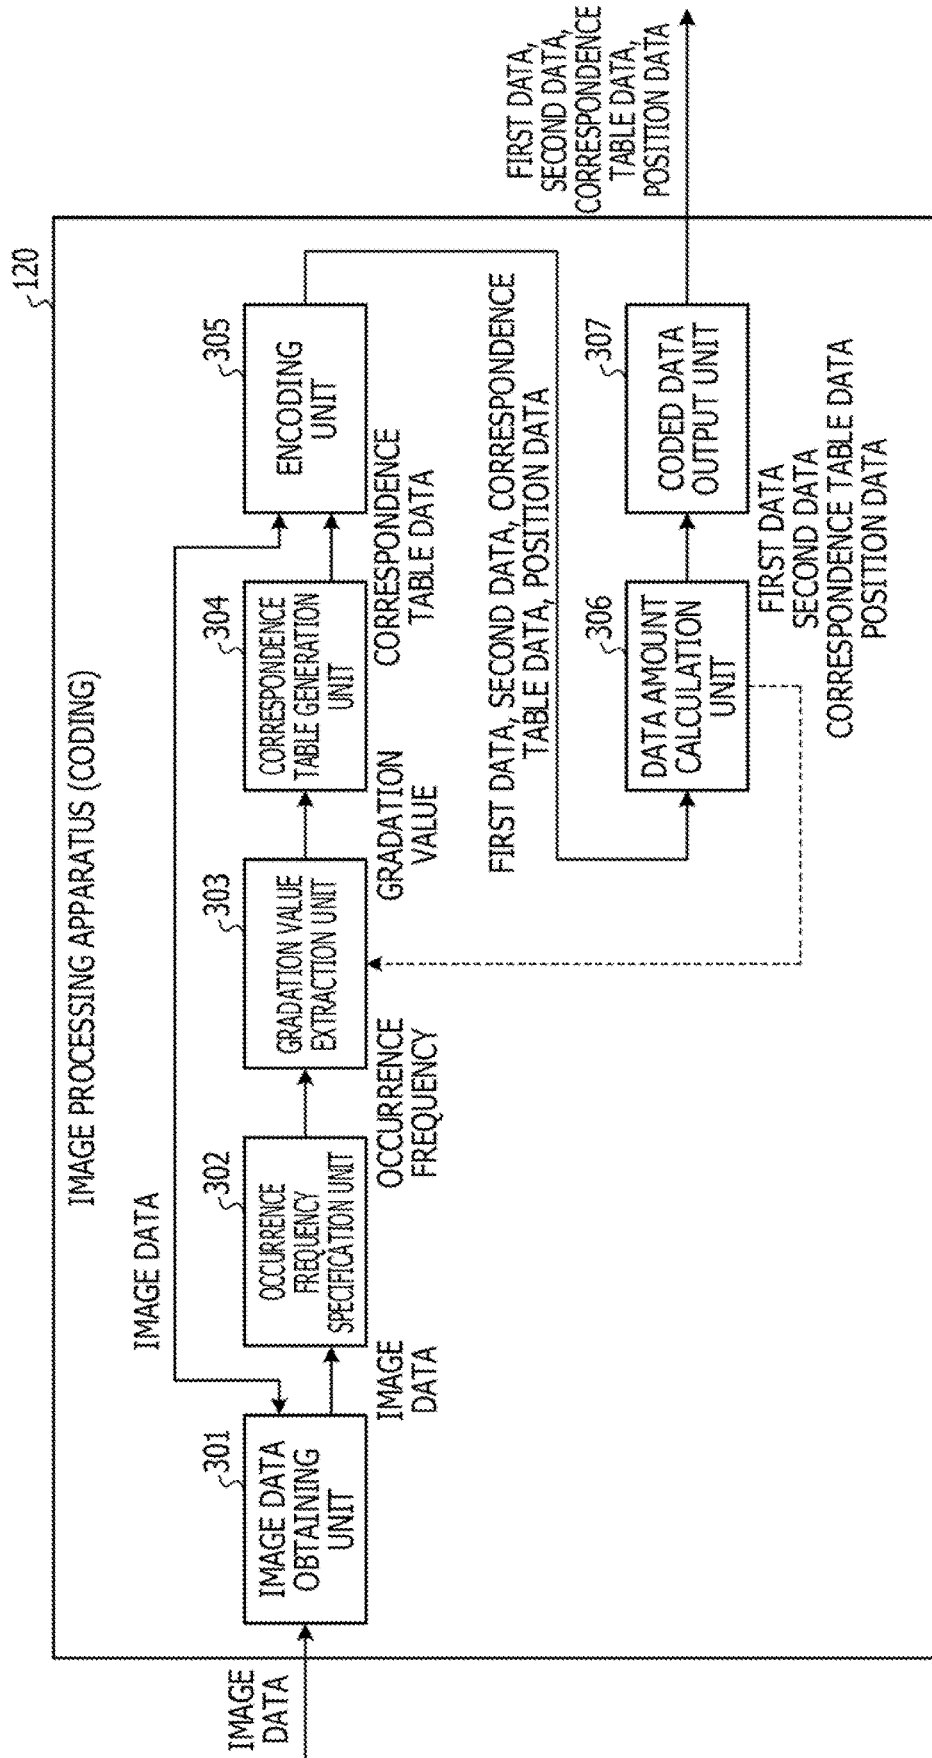 120
IMAGE PROCESSING APPARATUS (CODING)
IMAGE DATA
IMAGE
DATA
301
IMAGE DATA
OBTAINING
UNIT
IMAGE
DATA
302
OCCURRENCE
FREQUENCY
SPECIFICATION UNIT
OCCURRENCE
FREQUENCY
303
GRADATION VALUE
EXTRACTION UNIT
GRADATION
VALUE
304
CORRESPONDENCE
TABLE GENERATION
UNIT
CORRESPONDENCE
TABLE DATA
305
ENCODING
UNIT
FIRST DATA, SECOND DATA, CORRESPONDENCE
TABLE DATA, POSITION DATA
306
DATA AMOUNT
CALCULATION
UNIT
FIRST DATA
SECOND DATA
CORRESPONDENCE TABLE DATA
POSITION DATA
307
CODED DATA
OUTPUT UNIT
FIRST DATA,
SECOND DATA,
CORRESPONDENCE
TABLE DATA,
POSITION DATA